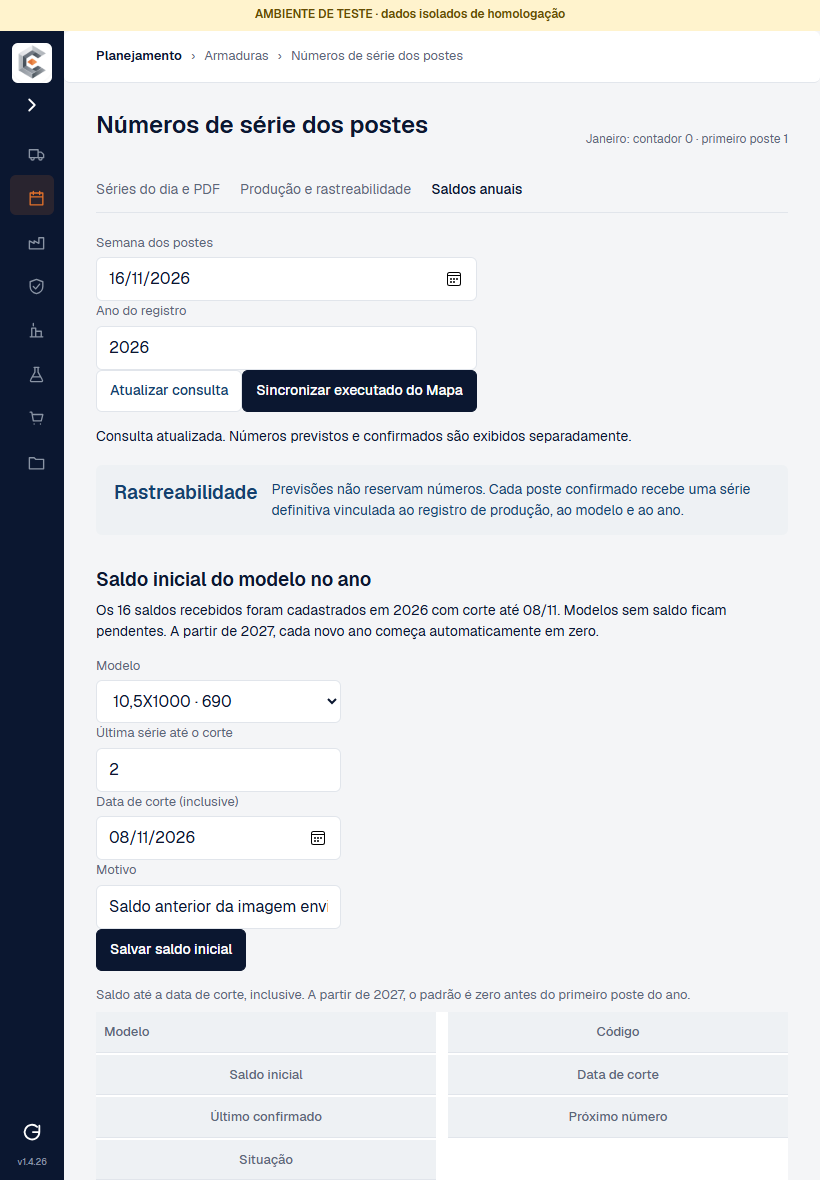 AMBIENTE DE TESTE · dados isolados de homologação
Planejamento › Armaduras › Números de série dos postes
Números de série dos postes
Janeiro: contador 0 · primeiro poste 1
Séries do dia e PDF Produção e rastreabilidade Saldos anuais
Semana dos postes
16/11/2026
Ano do registro
2026
Atualizar consulta Sincronizar executado do Mapa
Consulta atualizada. Números previstos e confirmados são exibidos separadamente.
Rastreabilidade
Previsões não reservam números. Cada poste confirmado recebe uma série
definitiva vinculada ao registro de produção, ao modelo e ao ano.
Saldo inicial do modelo no ano
Os 16 saldos recebidos foram cadastrados em 2026 com corte até 08/11. Modelos sem saldo ficam
pendentes. A partir de 2027, cada novo ano começa automaticamente em zero.
Modelo
10,5X1000 · 690
Última série até o corte
2
Data de corte (inclusive)
08/11/2026
Motivo
Saldo anterior da imagem envi
Salvar saldo inicial
Saldo até a data de corte, inclusive. A partir de 2027, o padrão é zero antes do primeiro poste do ano.
Modelo Código
Saldo inicial Data de corte
Último confirmado Próximo número
Situação
v1.4.26